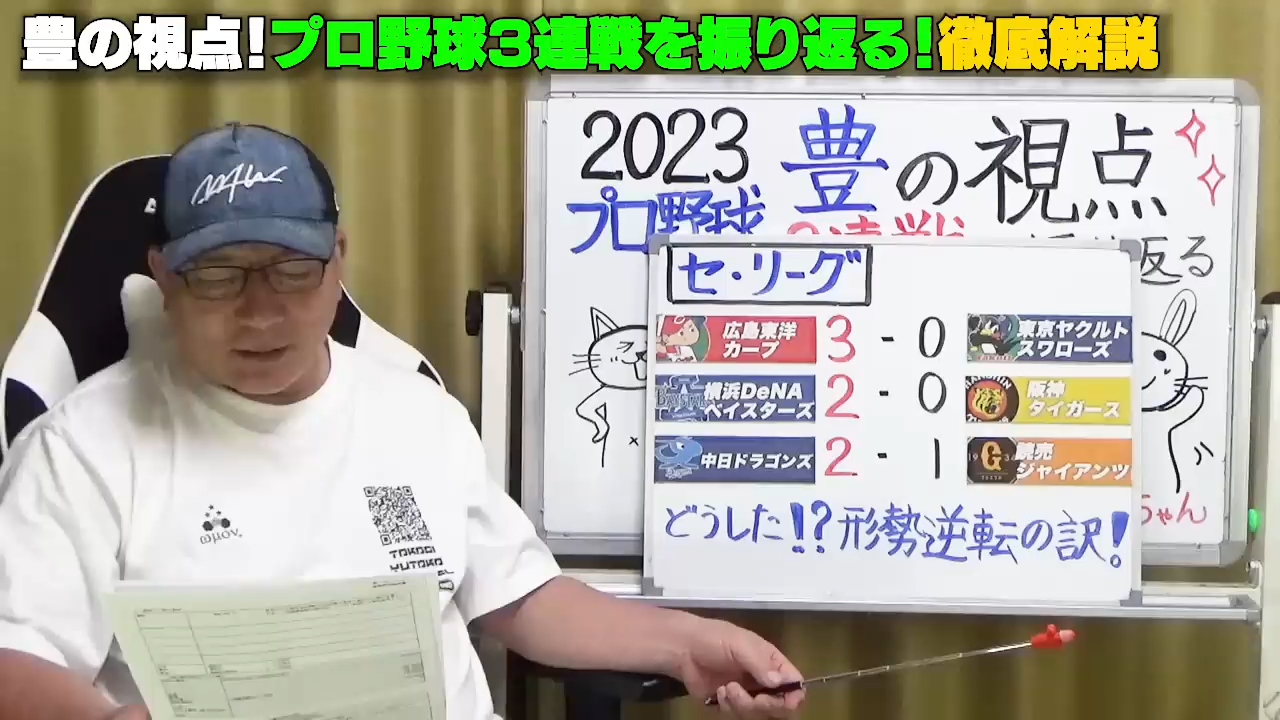 豊の視点!プロ野球3連戦を振り返る!徹底解説
2023 豊の視点
プロ野球
返る
セ・リーグ
広島東洋
カープ
3 - 0
東京ヤクルト
スワローズ
横浜DeNA
ベイスターズ
2 - 0
阪神
タイガース
中日ドラゴンズ
2 - 1
読売
ジャイアンツ
どうした!?形勢逆転の訳!
ちゃん
TOKODI
YUTOKO